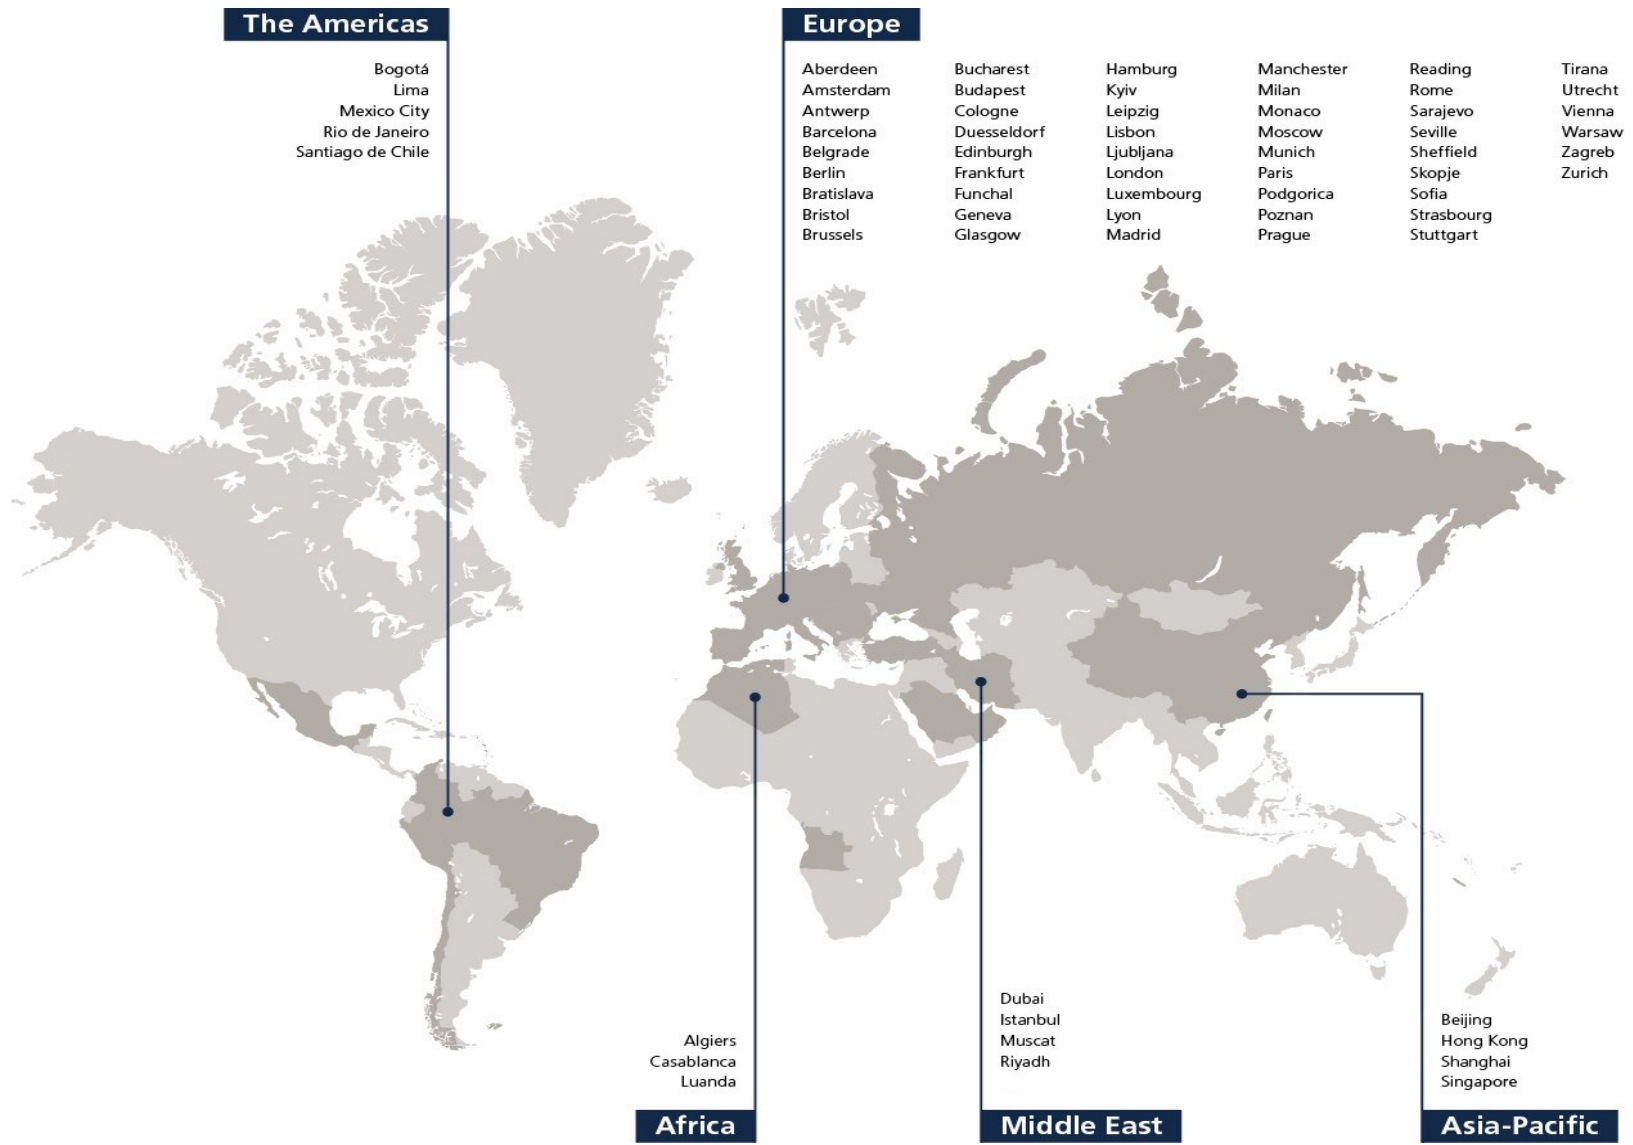 The Americas
Bogotá
Lima
Mexico City
Rio de Janeiro
Santiago de Chile
Europe
Aberdeen
Amsterdam
Antwerp
Barcelona
Belgrade
Berlin
Bratislava
Bristol
Brussels
Bucharest
Budapest
Cologne
Duesseldorf
Edinburgh
Frankfurt
Funchal
Geneva
Glasgow
Hamburg
Kyiv
Leipzig
Lisbon
Ljubljana
London
Luxembourg
Lyon
Madrid
Manchester
Milan
Monaco
Moscow
Munich
Paris
Podgorica
Poznan
Prague
Reading
Rome
Sarajevo
Seville
Sheffield
Skopje
Sofia
Strasbourg
Stuttgart
Tirana
Utrecht
Vienna
Warsaw
Zagreb
Zurich
Algiers
Casablanca
Luanda
Africa
Dubai
Istanbul
Muscat
Riyadh
Middle East
Beijing
Hong Kong
Shanghai
Singapore
Asia-Pacific